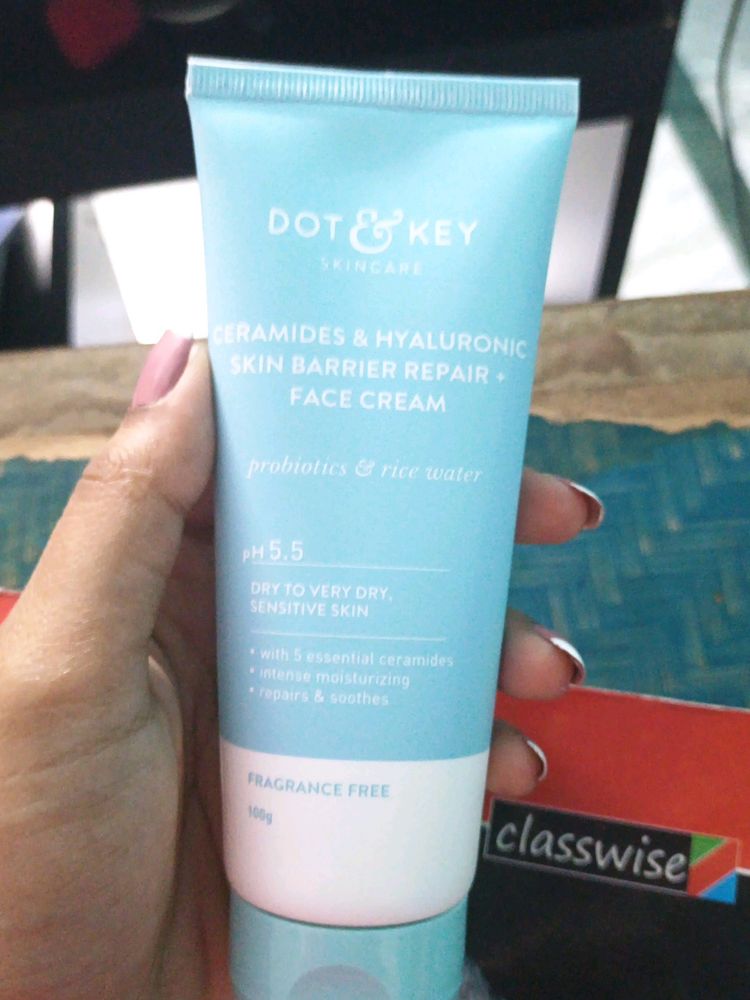 DOT & KEY
SKINCARE
CERAMIDES & HYALURONIC
SKIN BARRIER REPAIR +
FACE CREAM
probiotics & rice water
pH 5.5
DRY TO VERY DRY,
SENSITIVE SKIN
• with 5 essential ceramides
• intense moisturizing
• repairs & soothes
FRAGRANCE FREE
100g
classwise